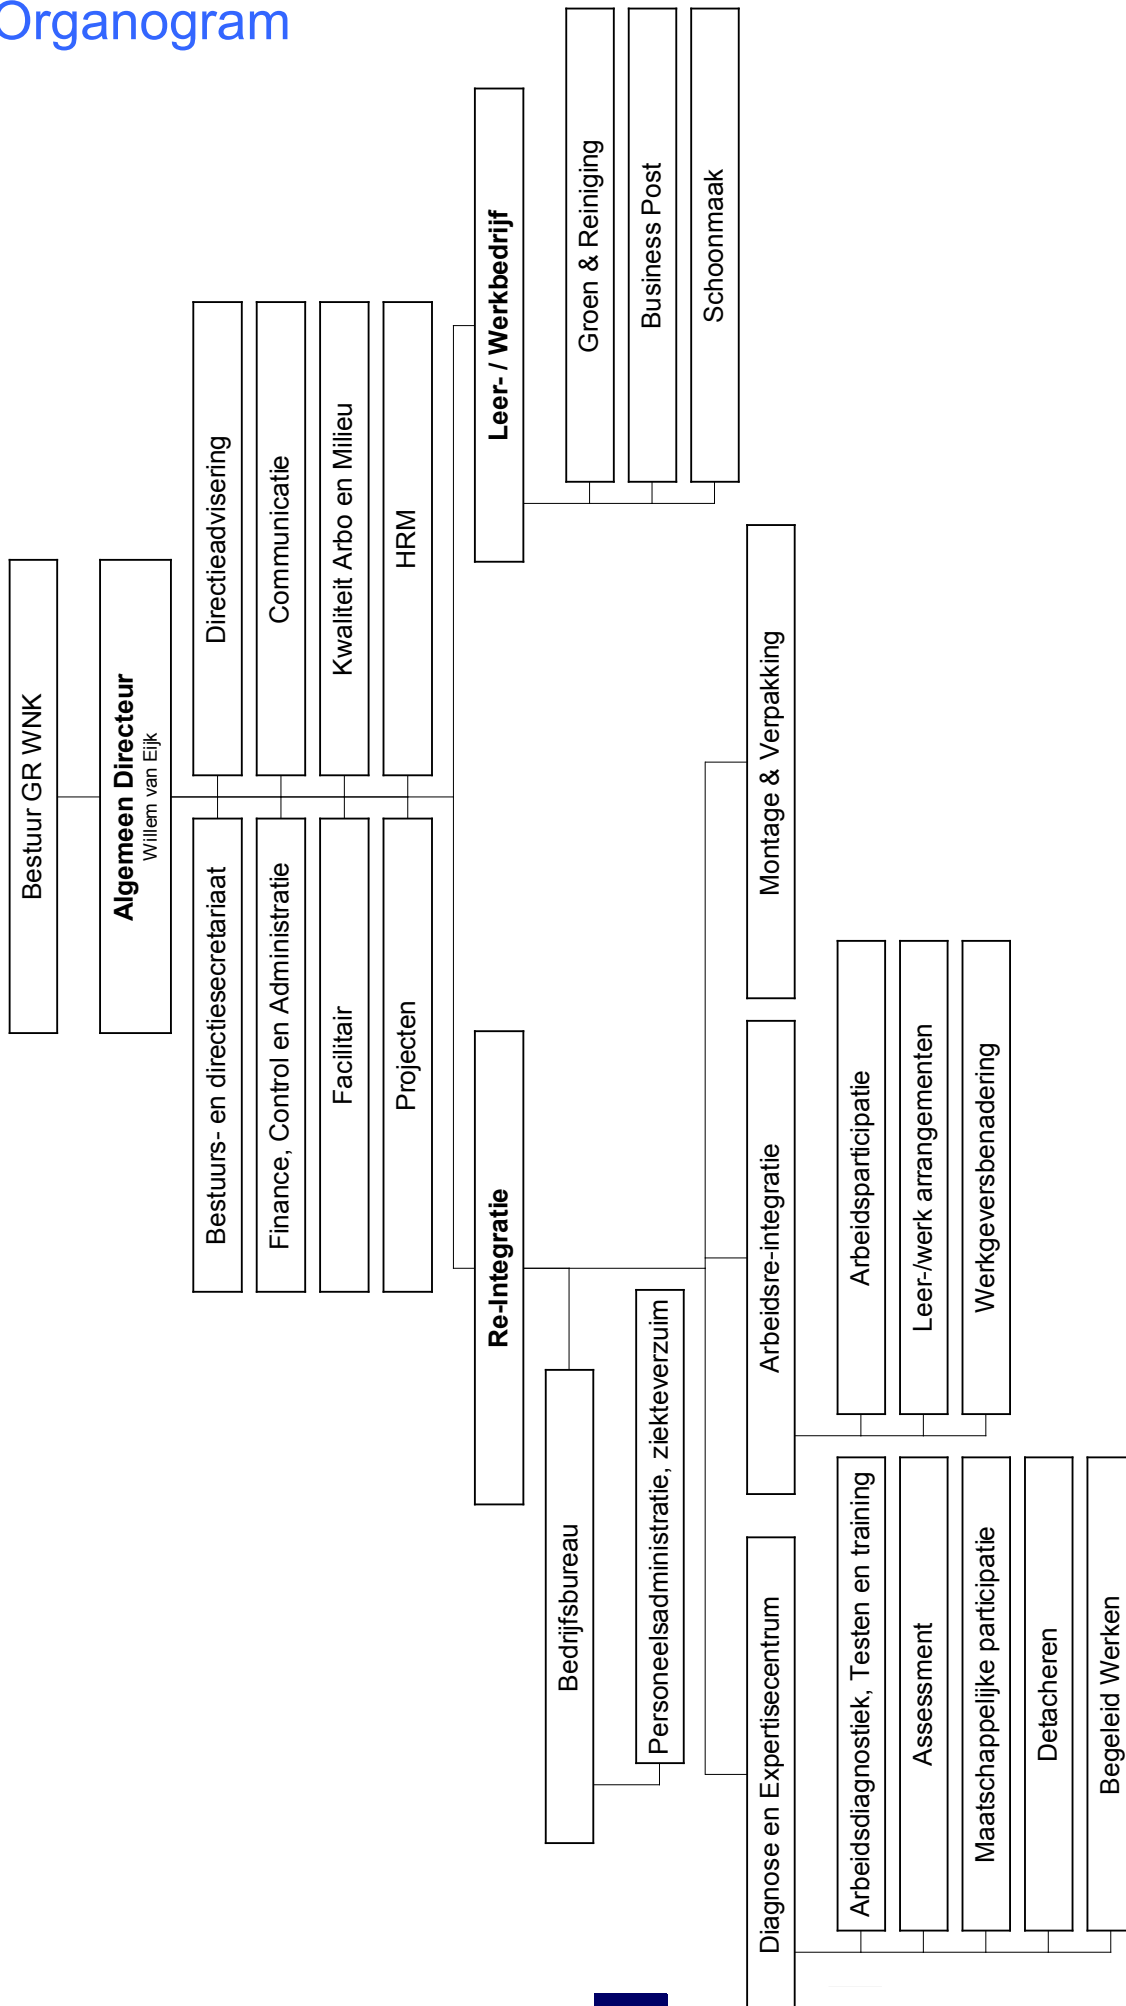 Organogram
Bestuur GR WNK
Algemeen Directeur
Willem van Eijk
Bestuurs- en directiesecretariaat
Directieadvisering
Finance, Control en Administratie
Communicatie
Facilitair
Kwaliteit Arbo en Milieu
Projecten
HRM
Re-Integratie
Leer- / Werkbedrijf
Bedrijfsbureau
Personeelsadministratie, ziekteverzuim
Groen & Reiniging
Business Post
Schoonmaak
Diagnose en Expertisecentrum
Arbeidsre-integratie
Montage & Verpakking
Arbeidsdiagnostiek, Testen en training
Assessment
Maatschappelijke participatie
Detacheren
Begeleid Werken
Arbeidsparticipatie
Leer-/werk arrangementen
Werkgeversbenadering